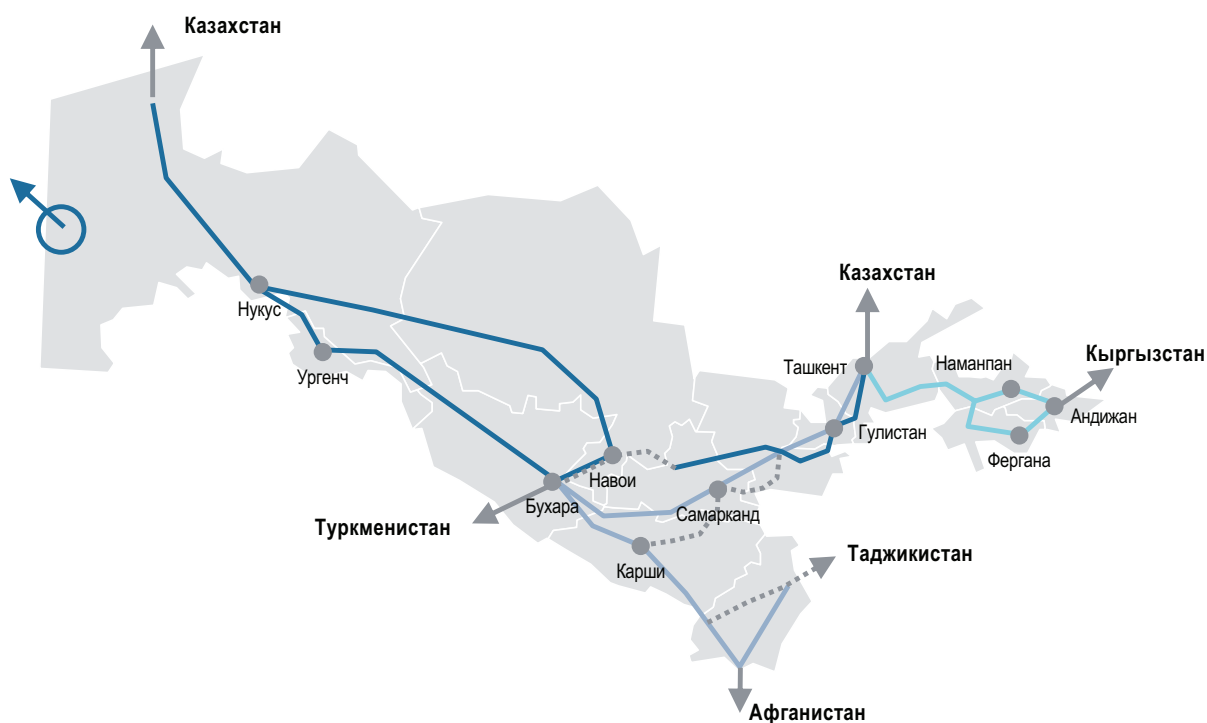 Казахстан
Казахстан
Нукус
Ташкент
Наманпан
Кыргызстан
Ургенч
Андижан
Гулистан
Фергана
Навои
Бухара
Самарканд
Туркменистан
Карши
Таджикистан
Афганистан